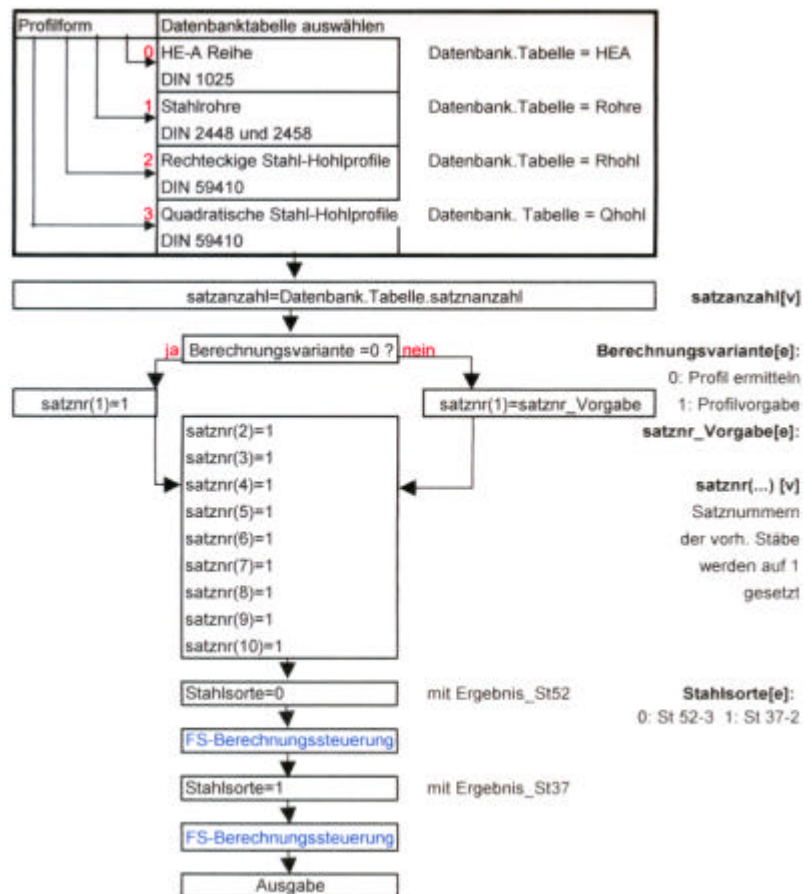 Profilform Datenbanktabelle auswählen
0 HE-A Reihe Datenbank.Tabelle = HEA
DIN 1025
1 Stahlrohre Datenbank.Tabelle = Rohre
DIN 2448 und 2458
2 Rechteckige Stahl-Hohlprofile Datenbank.Tabelle = Rhohl
DIN 59410
3 Quadratische Stahl-Hohlprofile Datenbank. Tabelle = Qhohl
DIN 59410
satzanzahl=Datenbank.Tabelle.satznanzahl satzanzahl[v]
ja Berechnungsvariante =0 ? nein Berechnungsvariante[e]:
0: Profil ermitteln
satznr(1)=1 satznr(1)=satznr_Vorgabe 1: Profilvorgabe
satznr(2)=1 satznr_Vorgabe[e]:
satznr(3)=1
satznr(4)=1 satznr(...) [v]
satznr(5)=1 Satznummern
satznr(6)=1 der vorh. Stäbe
satznr(7)=1 werden auf 1
satznr(8)=1 gesetzt
satznr(9)=1
satznr(10)=1
Stahlsorte=0 mit Ergebnis_St52 Stahlsorte[e]:
0: St 52-3 1: St 37-2
FS-Berechnungssteuerung
Stahlsorte=1 mit Ergebnis_St37
FS-Berechnungssteuerung
Ausgabe